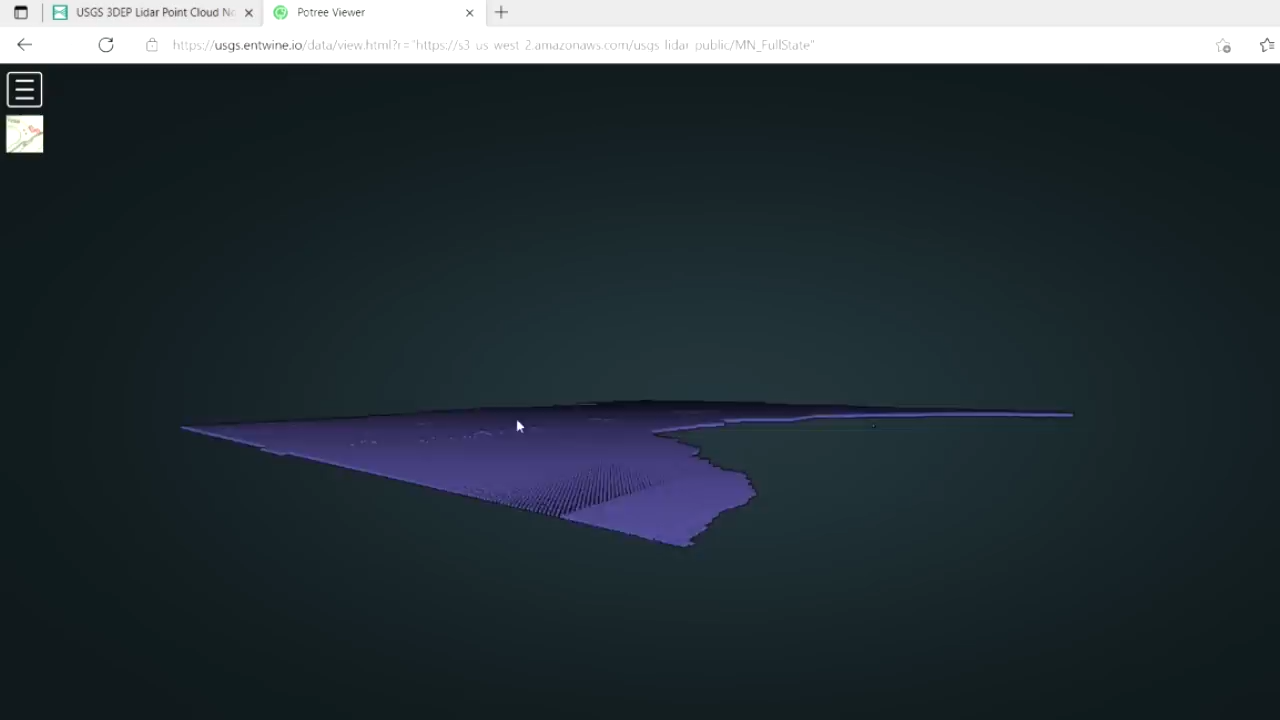 USGS 3DEP Lidar Point Cloud No
Potree Viewer
https://usgs.entwine.io/data/view.html?r="https://s3-us-west-2.amazonaws.com/usgs-lidar-public/MN_FullState"